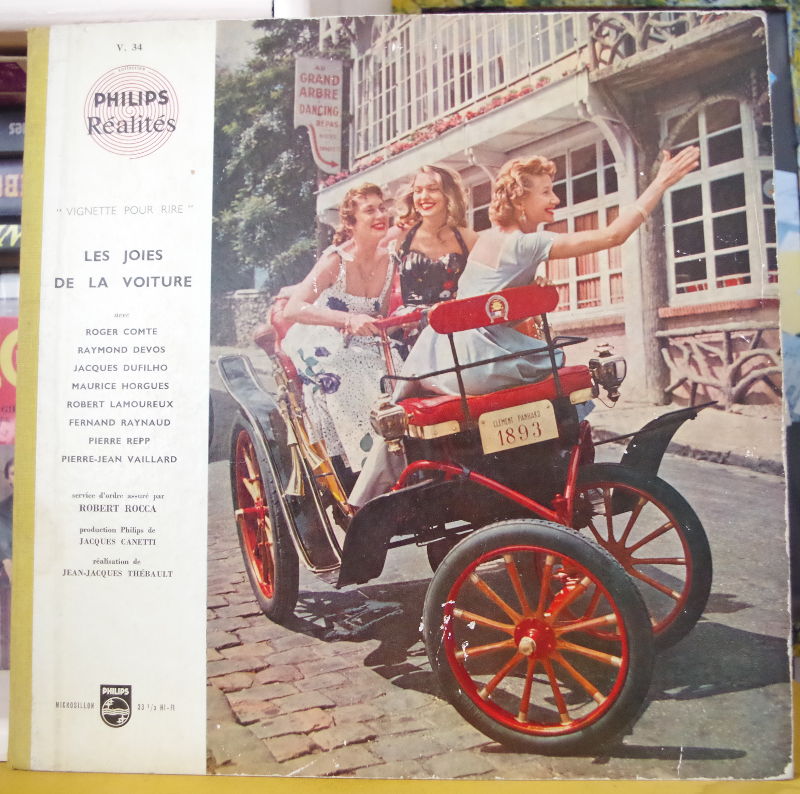 V. 34
collection
PHILIPS
Réalités
" VIGNETTE POUR RIRE "
LES JOIES
DE LA VOITURE
avec
ROGER COMTE
RAYMOND DEVOS
JACQUES DUFILHO
MAURICE HORGUES
ROBERT LAMOUREUX
FERNAND RAYNAUD
PIERRE REPP
PIERRE-JEAN VAILLARD
service d'ordre assuré par
ROBERT ROCCA
production Philips de
JACQUES CANETTI
réalisation de
JEAN-JACQUES THÉBAULT
MICROSILLON
PHILIPS
33 1/3 HI-FI
AU
GRAND
ARBRE
DANCING
REPAS
CLÉMENT PANHARD
1893